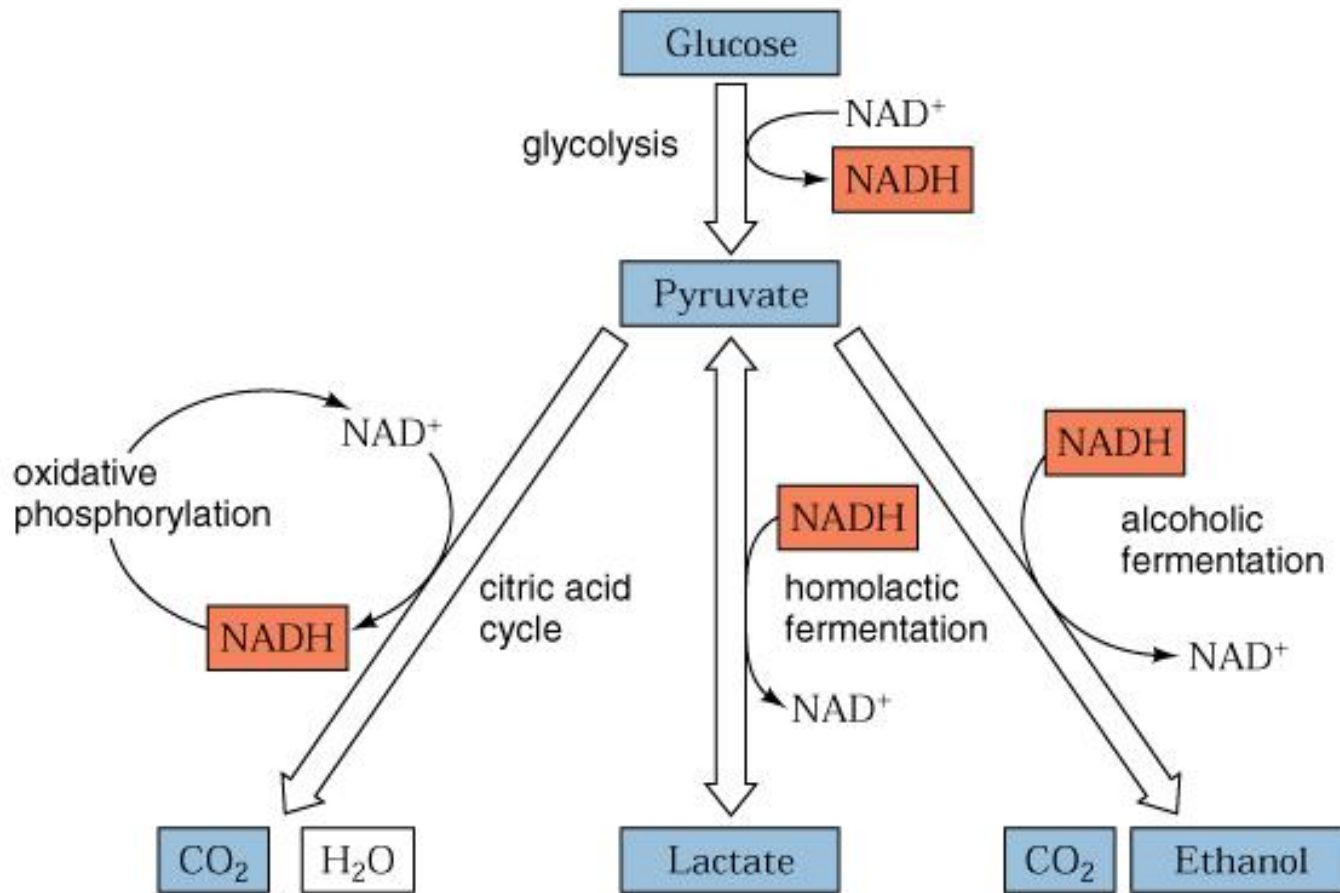 Glucose
NAD⁺
glycolysis
NADH
Pyruvate
NAD⁺
oxidative
phosphorylation
NADH
citric acid
cycle
NADH
homolactic
fermentation
NAD⁺
NADH
alcoholic
fermentation
NAD⁺
CO₂
H₂O
Lactate
CO₂
Ethanol